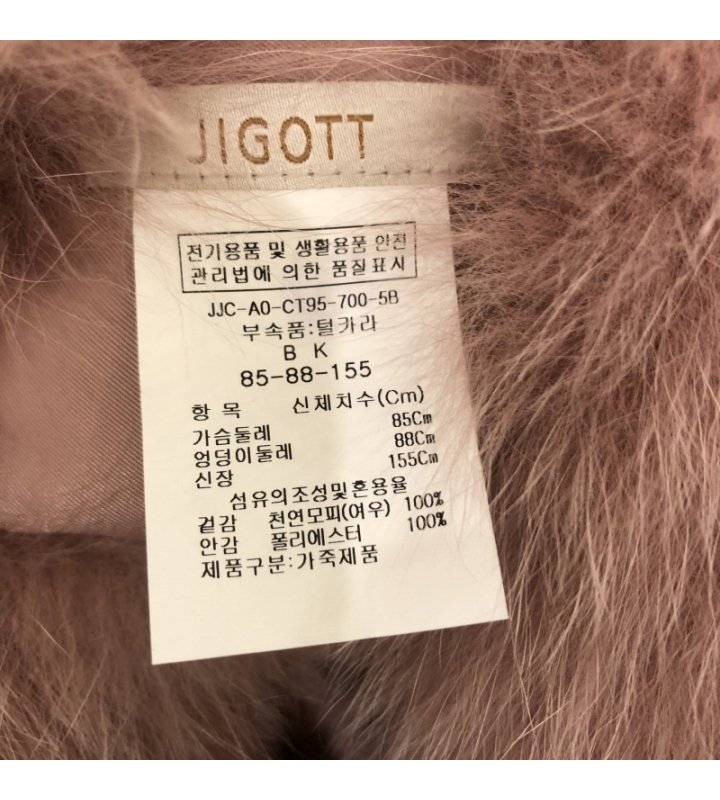 JIGOTT
전기용품 및 생활용품 안전
관리법에 의한 품질표시
JJC-A0-CT95-700-5B
부속품:털카라
B K
85-88-155
항 목 신체치수(Cm)
가슴둘레 85Cm
엉덩이둘레 88Cm
신장 155Cm
섬유의조성및혼용율
겉감 천연모피(여우) 100%
안감 폴리에스터 100%
제품구분:가죽제품